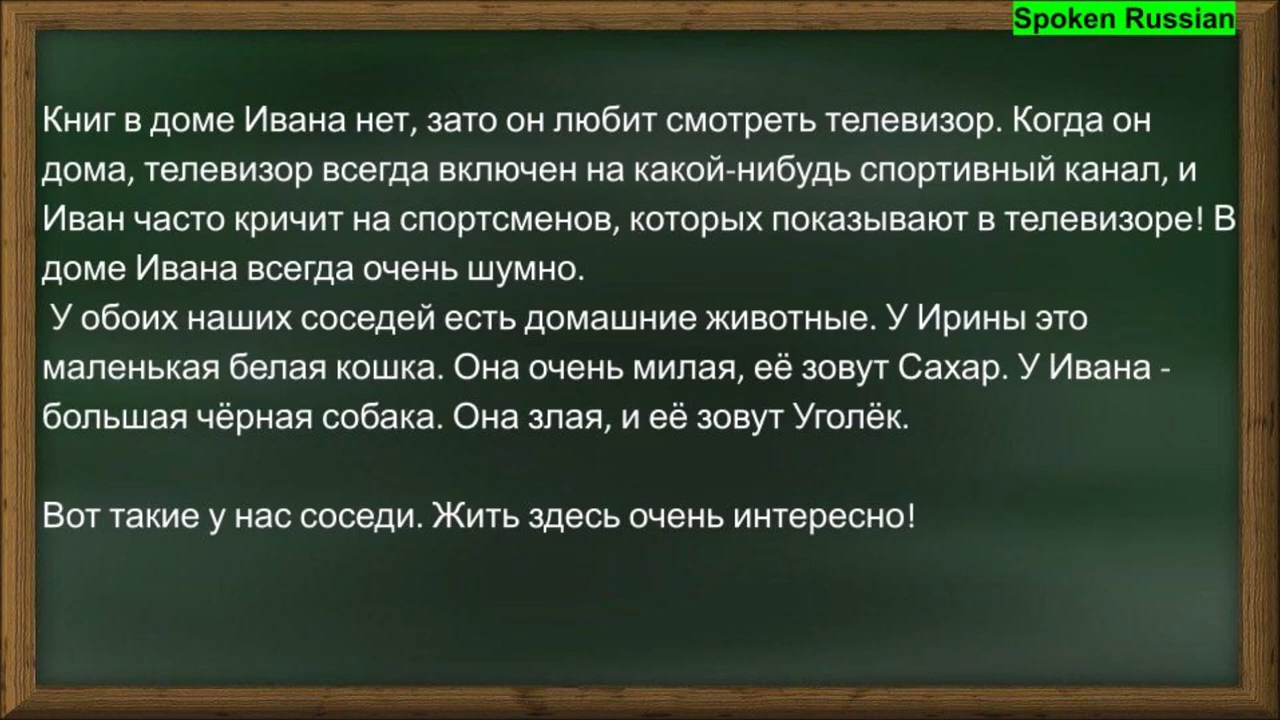 Spoken Russian
Книг в доме Ивана нет, зато он любит смотреть телевизор. Когда он
дома, телевизор всегда включен на какой-нибудь спортивный канал, и
Иван часто кричит на спортсменов, которых показывают в телевизоре! В
доме Ивана всегда очень шумно.
У обоих наших соседей есть домашние животные. У Ирины это
маленькая белая кошка. Она очень милая, её зовут Сахар. У Ивана -
большая чёрная собака. Она злая, и её зовут Уголёк.
Вот такие у нас соседи. Жить здесь очень интересно!